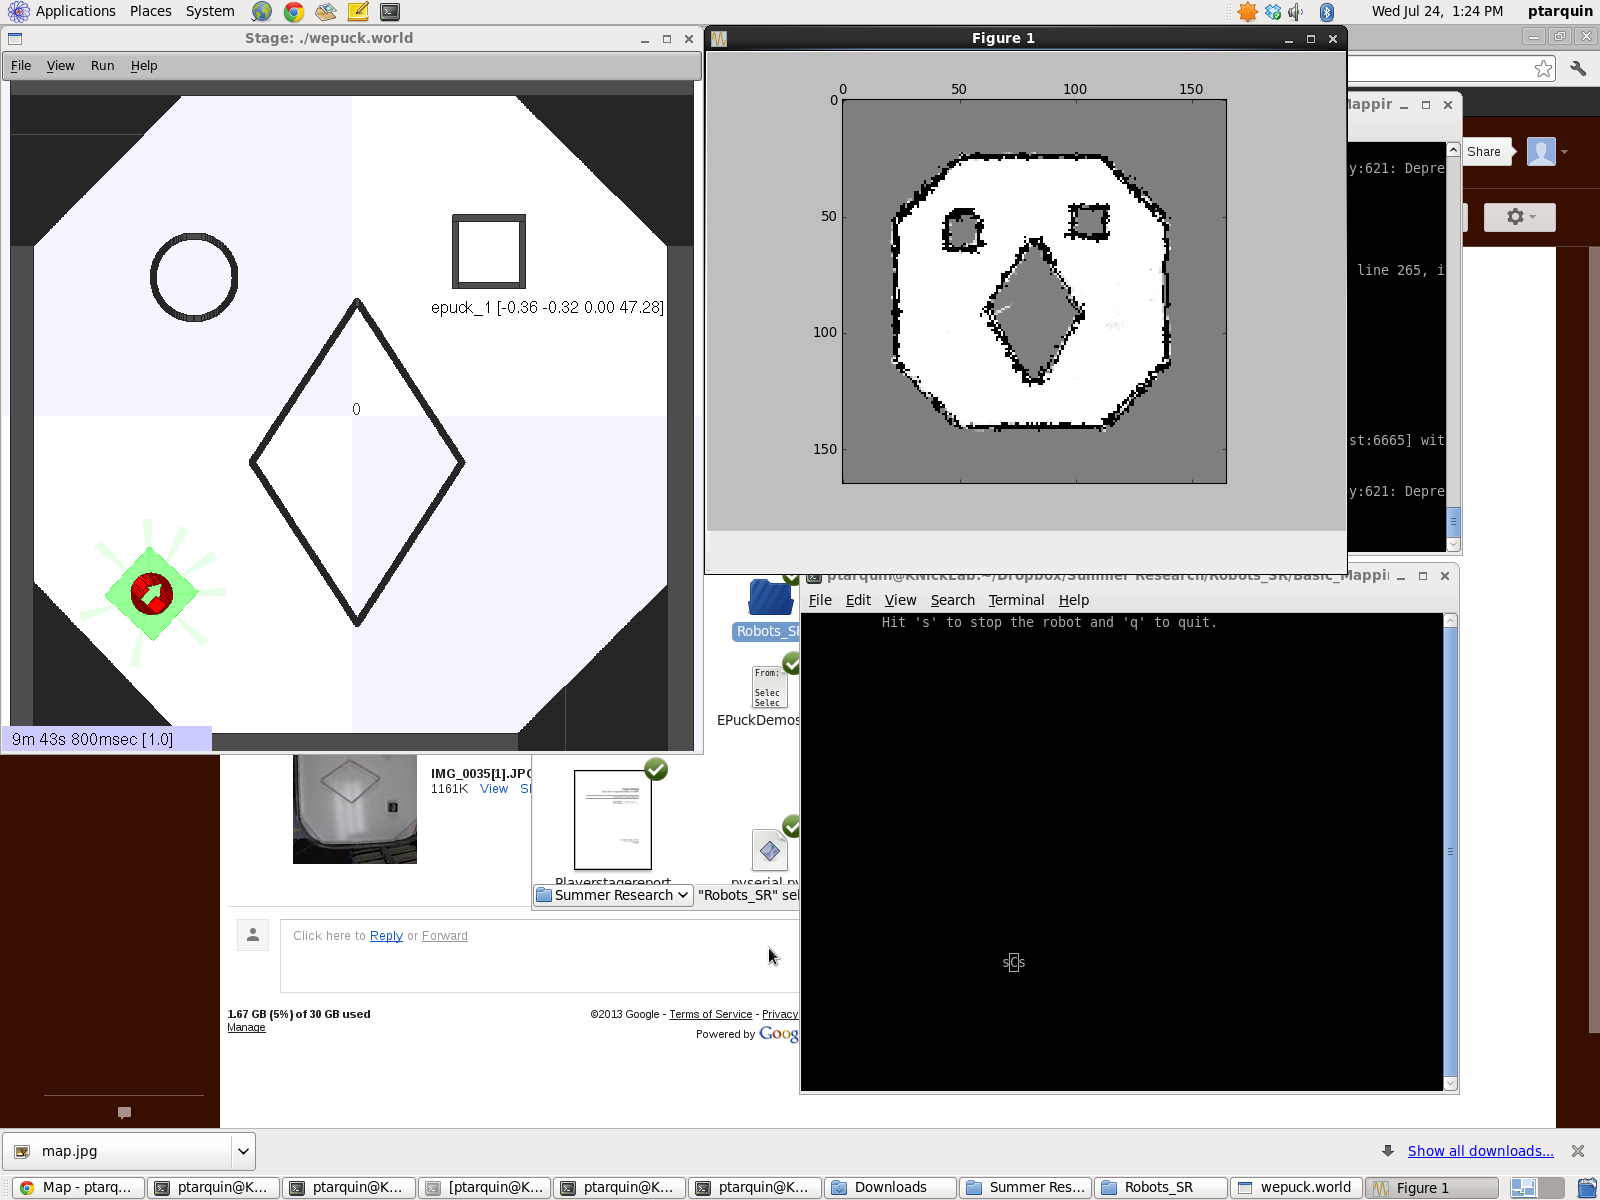 Applications Places System
Wed Jul 24, 1:24 PM ptarquin
Stage: ./wepuck.world
File View Run Help
epuck_1 [-0.36 -0.32 0.00 47.28]
0
9m 43s 800msec [1.0]
Figure 1
0 50 100 150
0
50
100
150
Mappir
Share
y:621: Depre
line 265, i
st:6665] wit
y:621: Depre
ptarquin@KNickLab:~/Dropbox/Summer Research/Robots_SR/Basic_Mappi
File Edit View Search Terminal Help
Hit 's' to stop the robot and 'q' to quit.
sCs
Robots_SR
From:
Selec
Selec
EPuckDemos
IMG_0035[1].JPG
1161K View Sl
Playerstagereport
pyserial.py
Summer Research "Robots_SR" sel
Click here to Reply or Forward
1.67 GB (5%) of 30 GB used
Manage
©2013 Google - Terms of Service - Privacy
Powered by Goog
map.jpg
Show all downloads...
Map - ptarq...
ptarquin@K...
ptarquin@K...
[ptarquin@K...
ptarquin@K...
ptarquin@K...
Downloads
Summer Res...
Robots_SR
wepuck.world
Figure 1